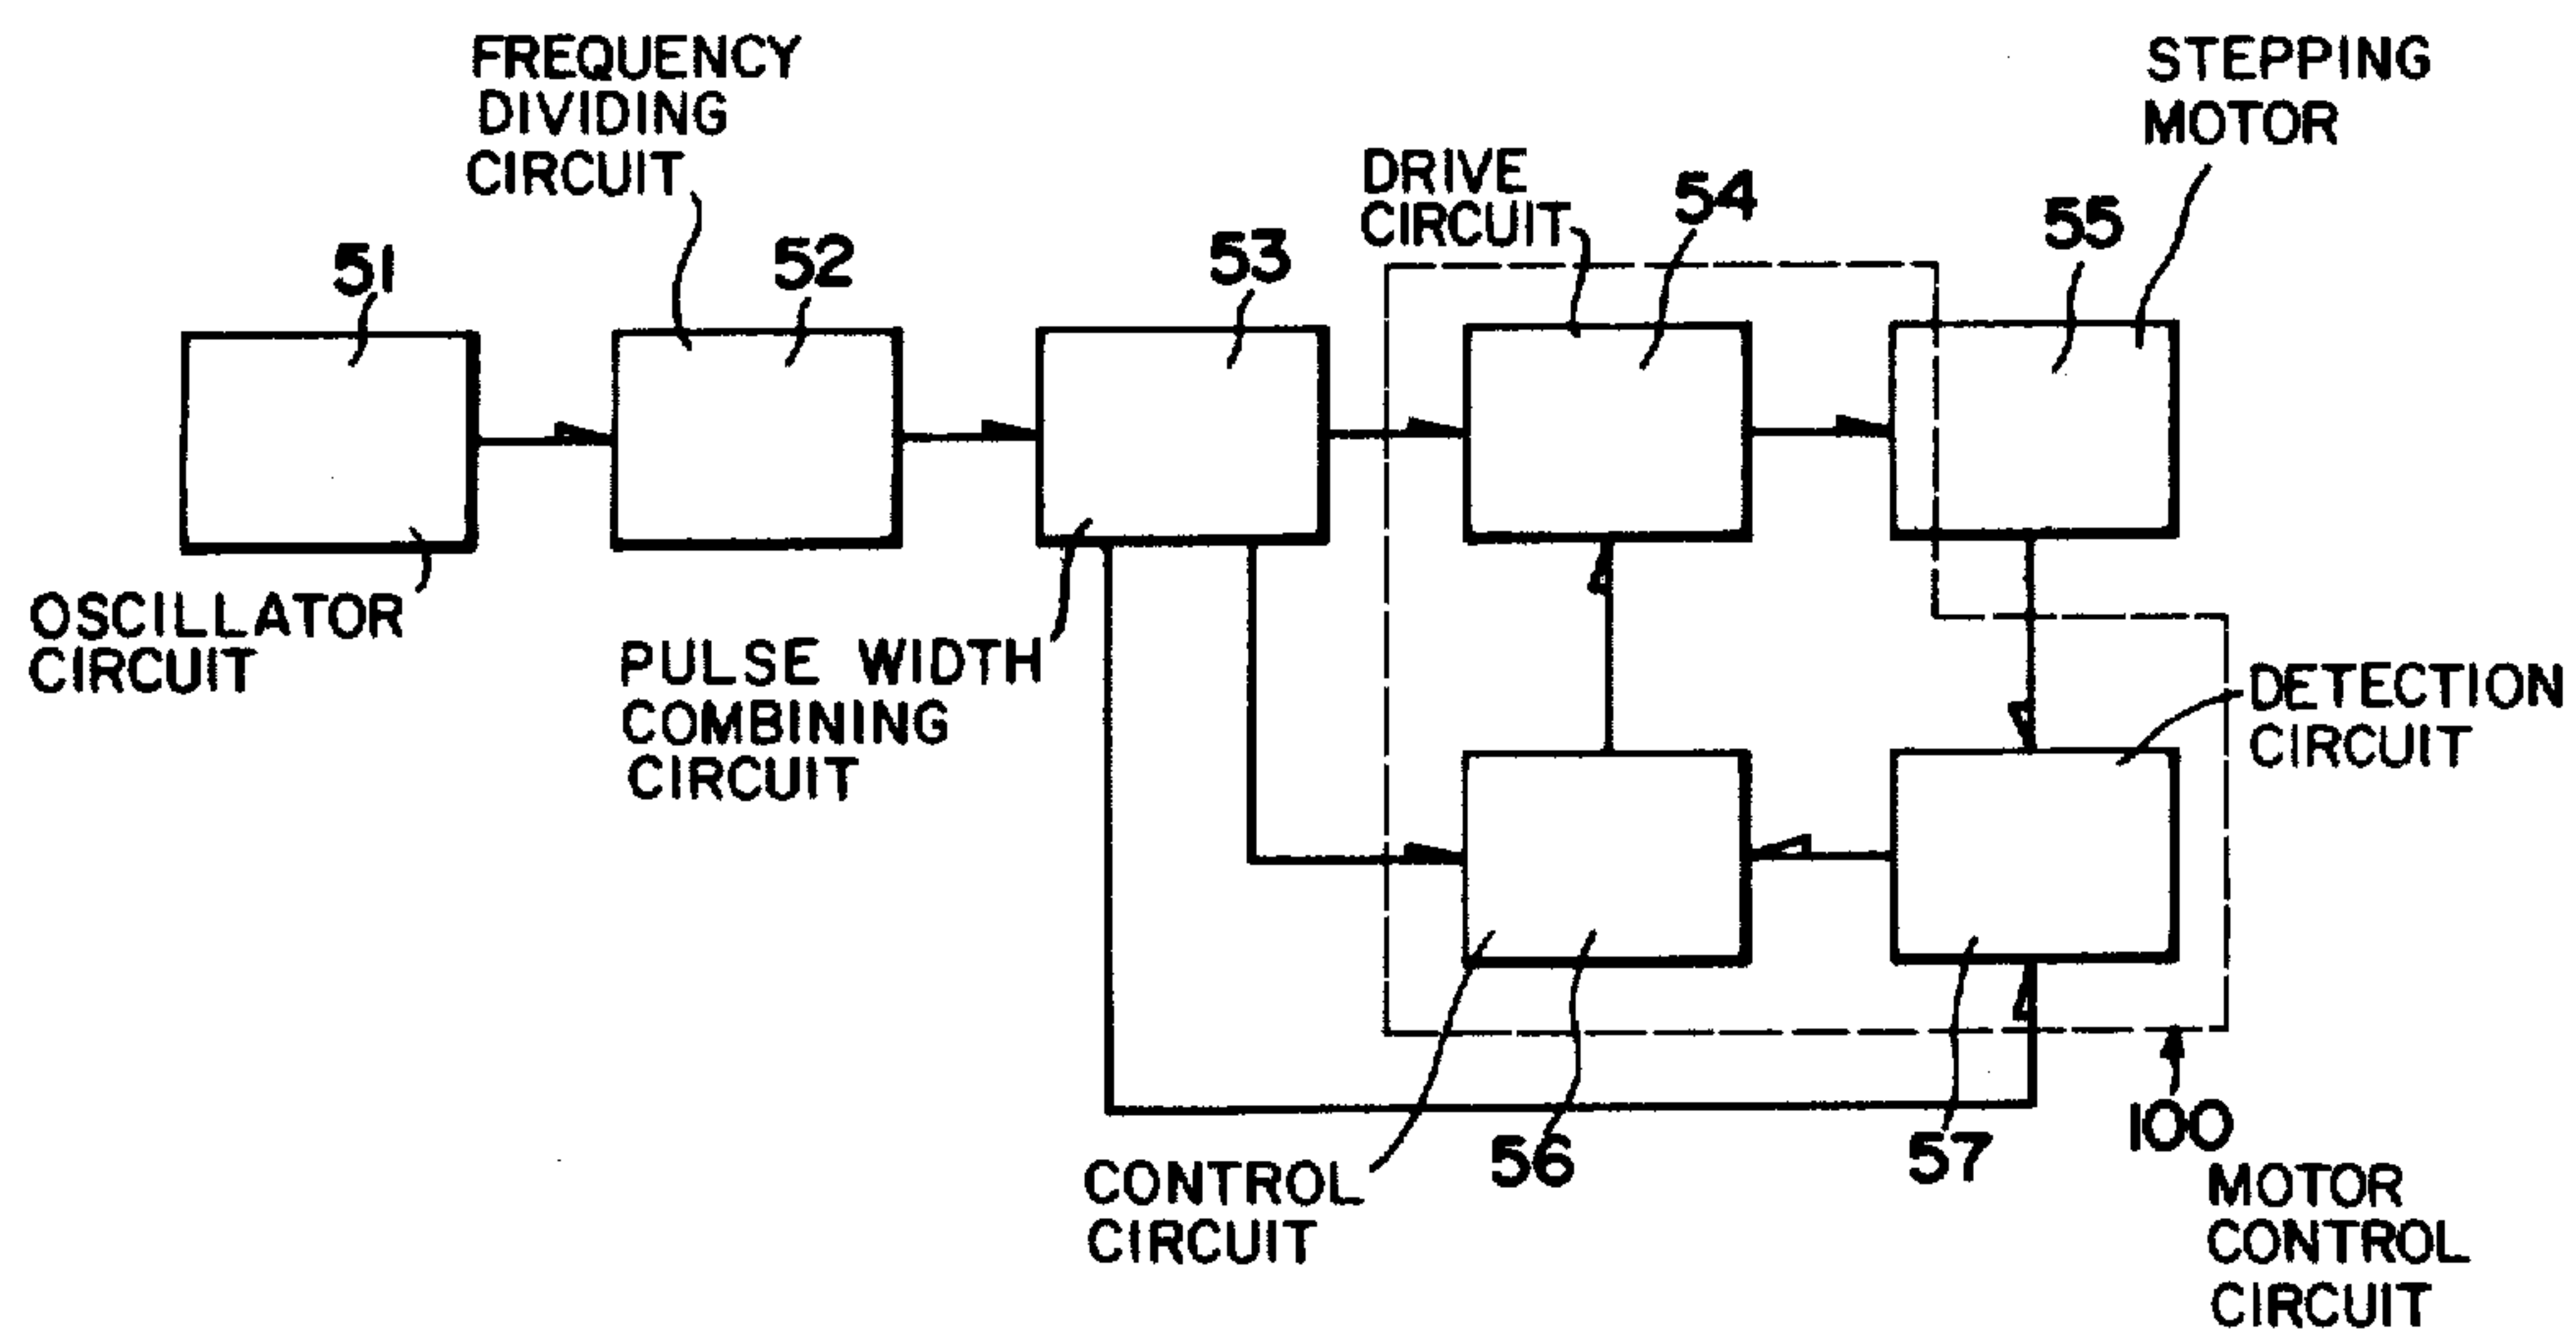 FREQUENCY
DIVIDING
CIRCUIT
STEPPING
MOTOR
DRIVE
CIRCUIT
51
52
53
54
55
OSCILLATOR
CIRCUIT
PULSE WIDTH
COMBINING
CIRCUIT
DETECTION
CIRCUIT
CONTROL
CIRCUIT
56
57
100
MOTOR
CONTROL
CIRCUIT